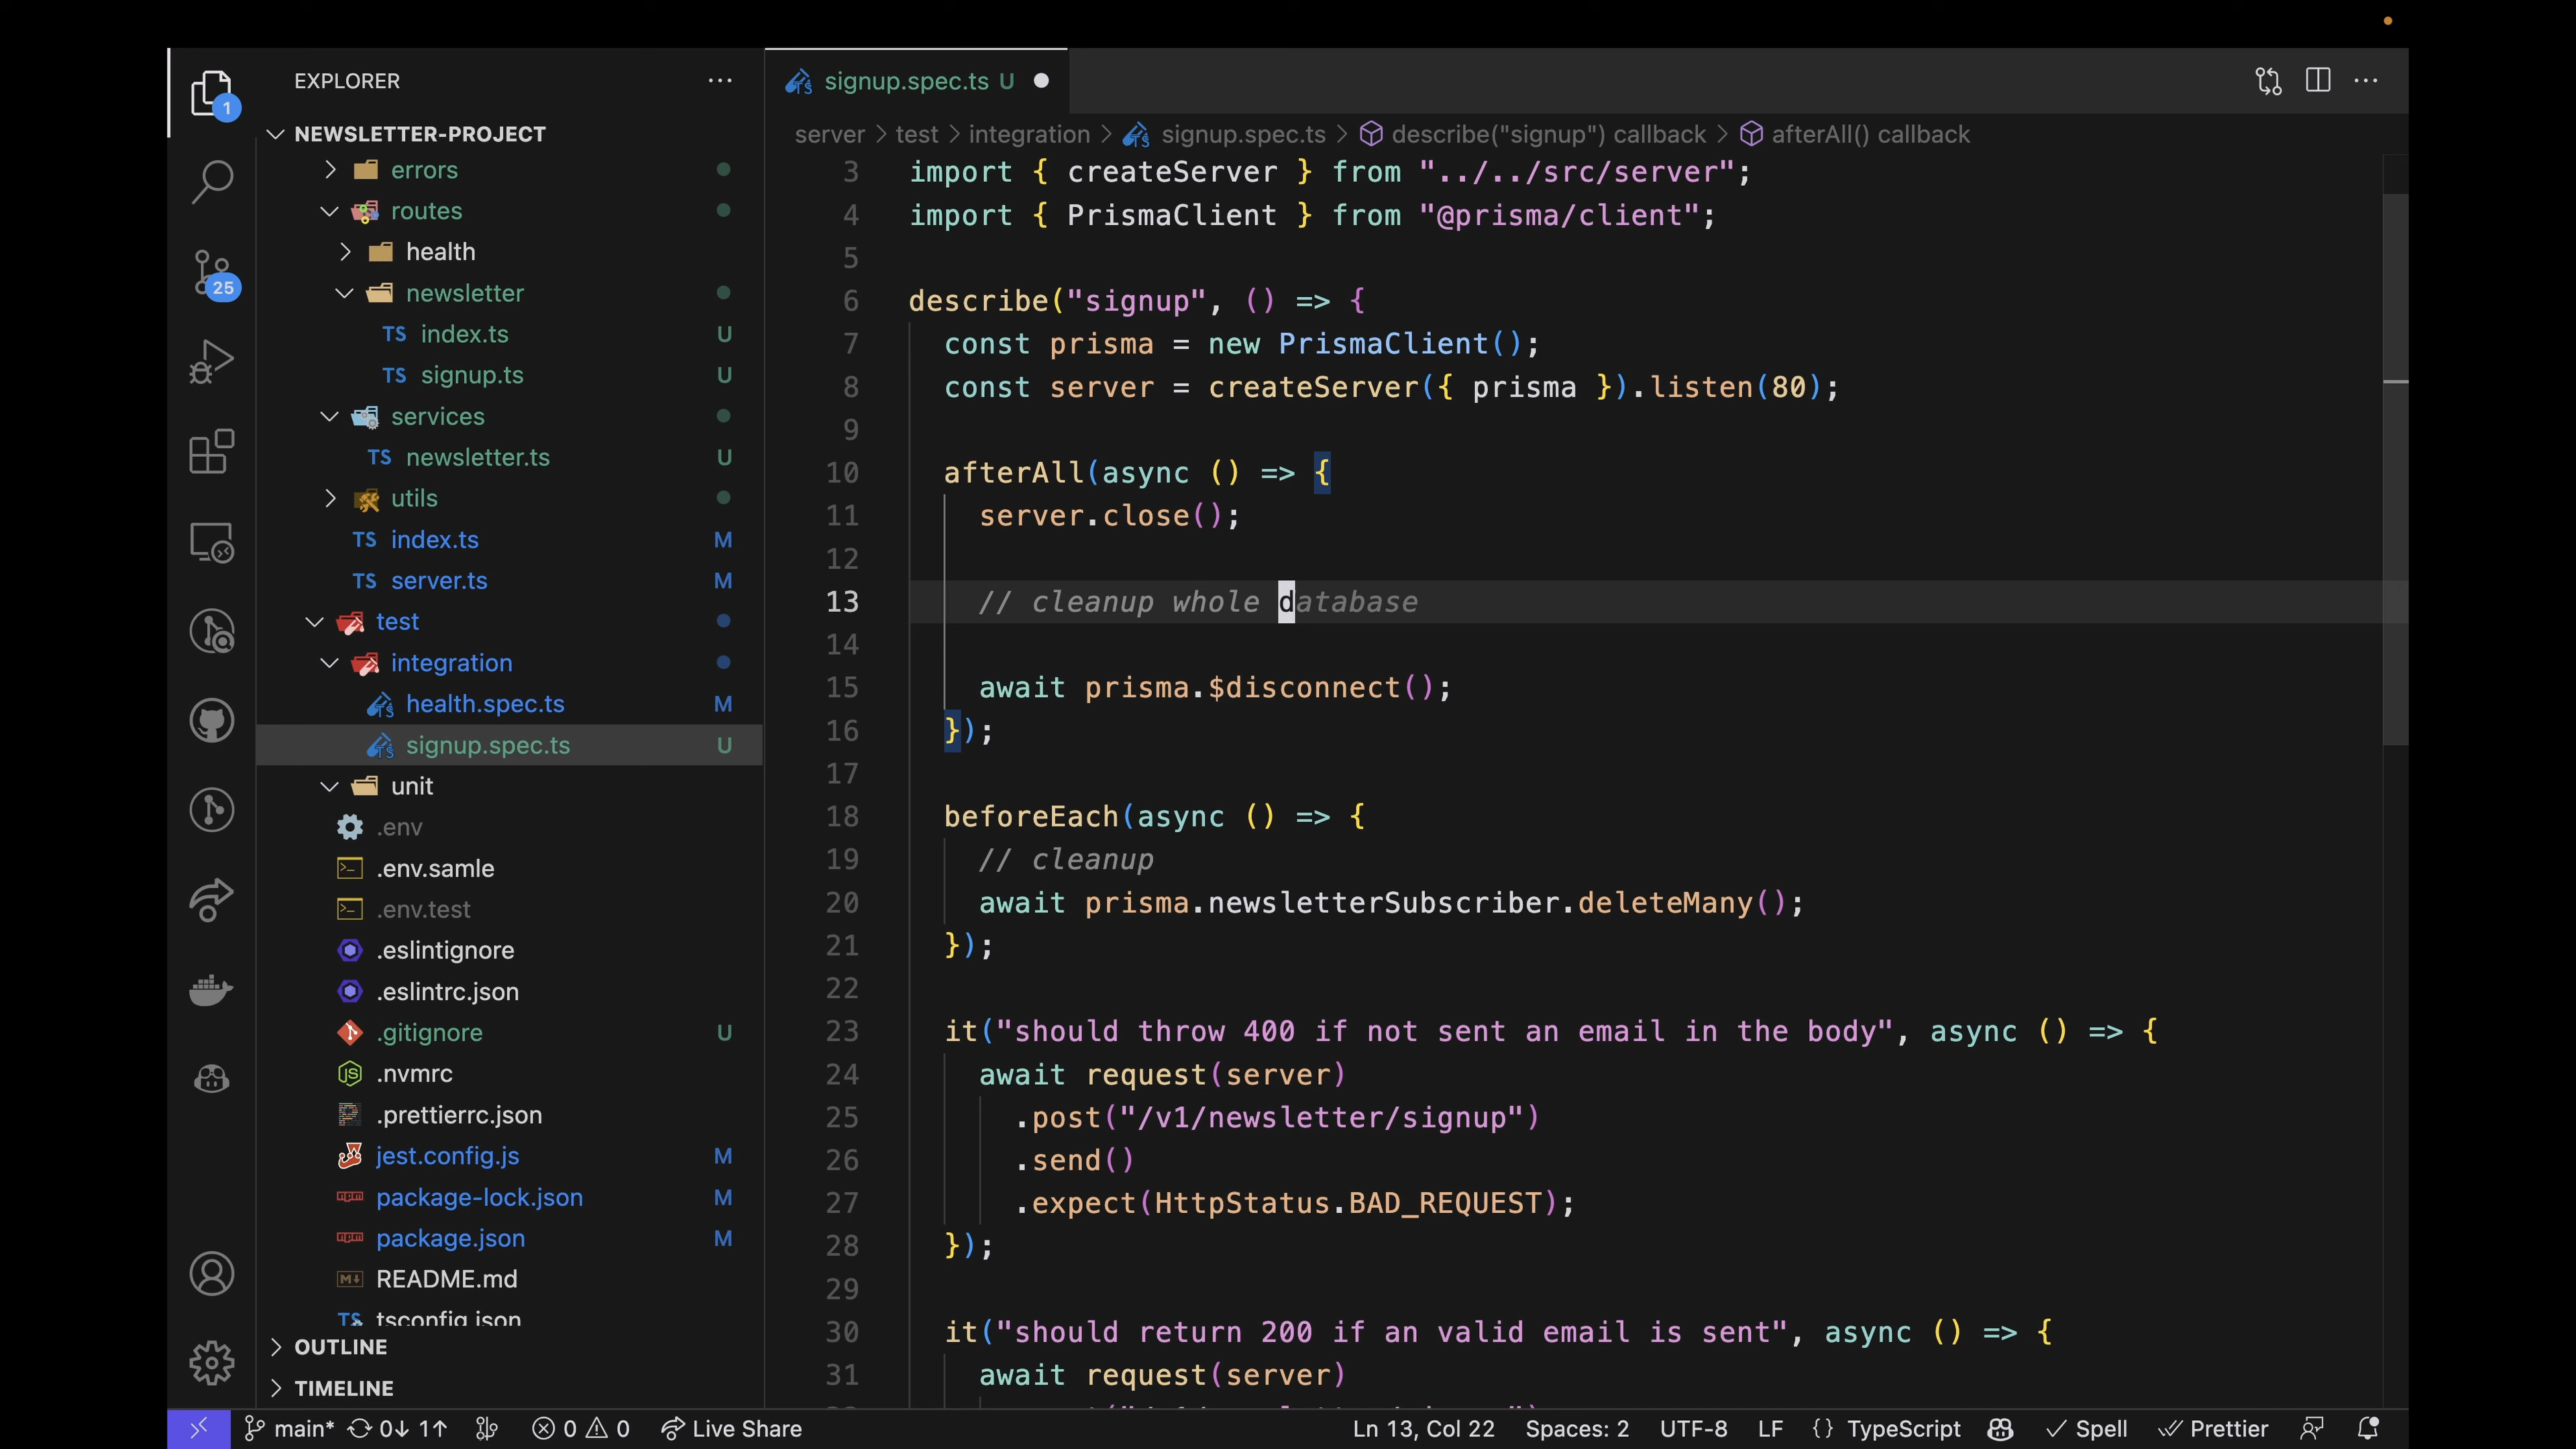 EXPLORER
NEWSLETTER-PROJECT
errors
routes
health
newsletter
TS index.ts U
TS signup.ts U
services
TS newsletter.ts U
utils
TS index.ts M
TS server.ts M
test
integration
health.spec.ts M
signup.spec.ts U
unit
.env
.env.samle
.env.test
.eslintignore
.eslintrc.json
.gitignore U
.nvmrc
.prettierrc.json
jest.config.js M
package-lock.json M
package.json M
README.md
TS tsconfig.json
OUTLINE
TIMELINE
1
25
signup.spec.ts U
server > test > integration > signup.spec.ts > describe("signup") callback > afterAll() callback
3 import { createServer } from "../../src/server";
4 import { PrismaClient } from "@prisma/client";
5
6 describe("signup", () => {
7 const prisma = new PrismaClient();
8 const server = createServer({ prisma }).listen(80);
9
10 afterAll(async () => {
11 server.close();
12
13 // cleanup whole database
14
15 await prisma.$disconnect();
16 });
17
18 beforeEach(async () => {
19 // cleanup
20 await prisma.newsletterSubscriber.deleteMany();
21 });
22
23 it("should throw 400 if not sent an email in the body", async () => {
24 await request(server)
25 .post("/v1/newsletter/signup")
26 .send()
27 .expect(HttpStatus.BAD_REQUEST);
28 });
29
30 it("should return 200 if an valid email is sent", async () => {
31 await request(server)
main* 0↓ 1↑ 0 0 Live Share Ln 13, Col 22 Spaces: 2 UTF-8 LF {} TypeScript Spell Prettier